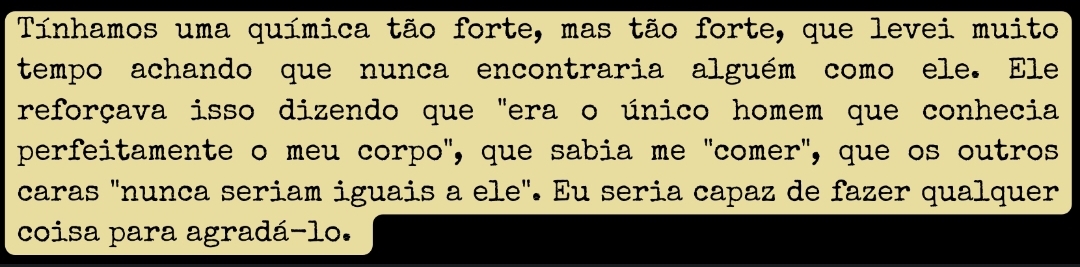 Tínhamos uma química tão forte, mas tão forte, que levei muito
tempo achando que nunca encontraria alguém como ele. Ele
reforçava isso dizendo que "era o único homem que conhecia
perfeitamente o meu corpo", que sabia me "comer", que os outros
caras "nunca seriam iguais a ele". Eu seria capaz de fazer qualquer
coisa para agradá-lo.